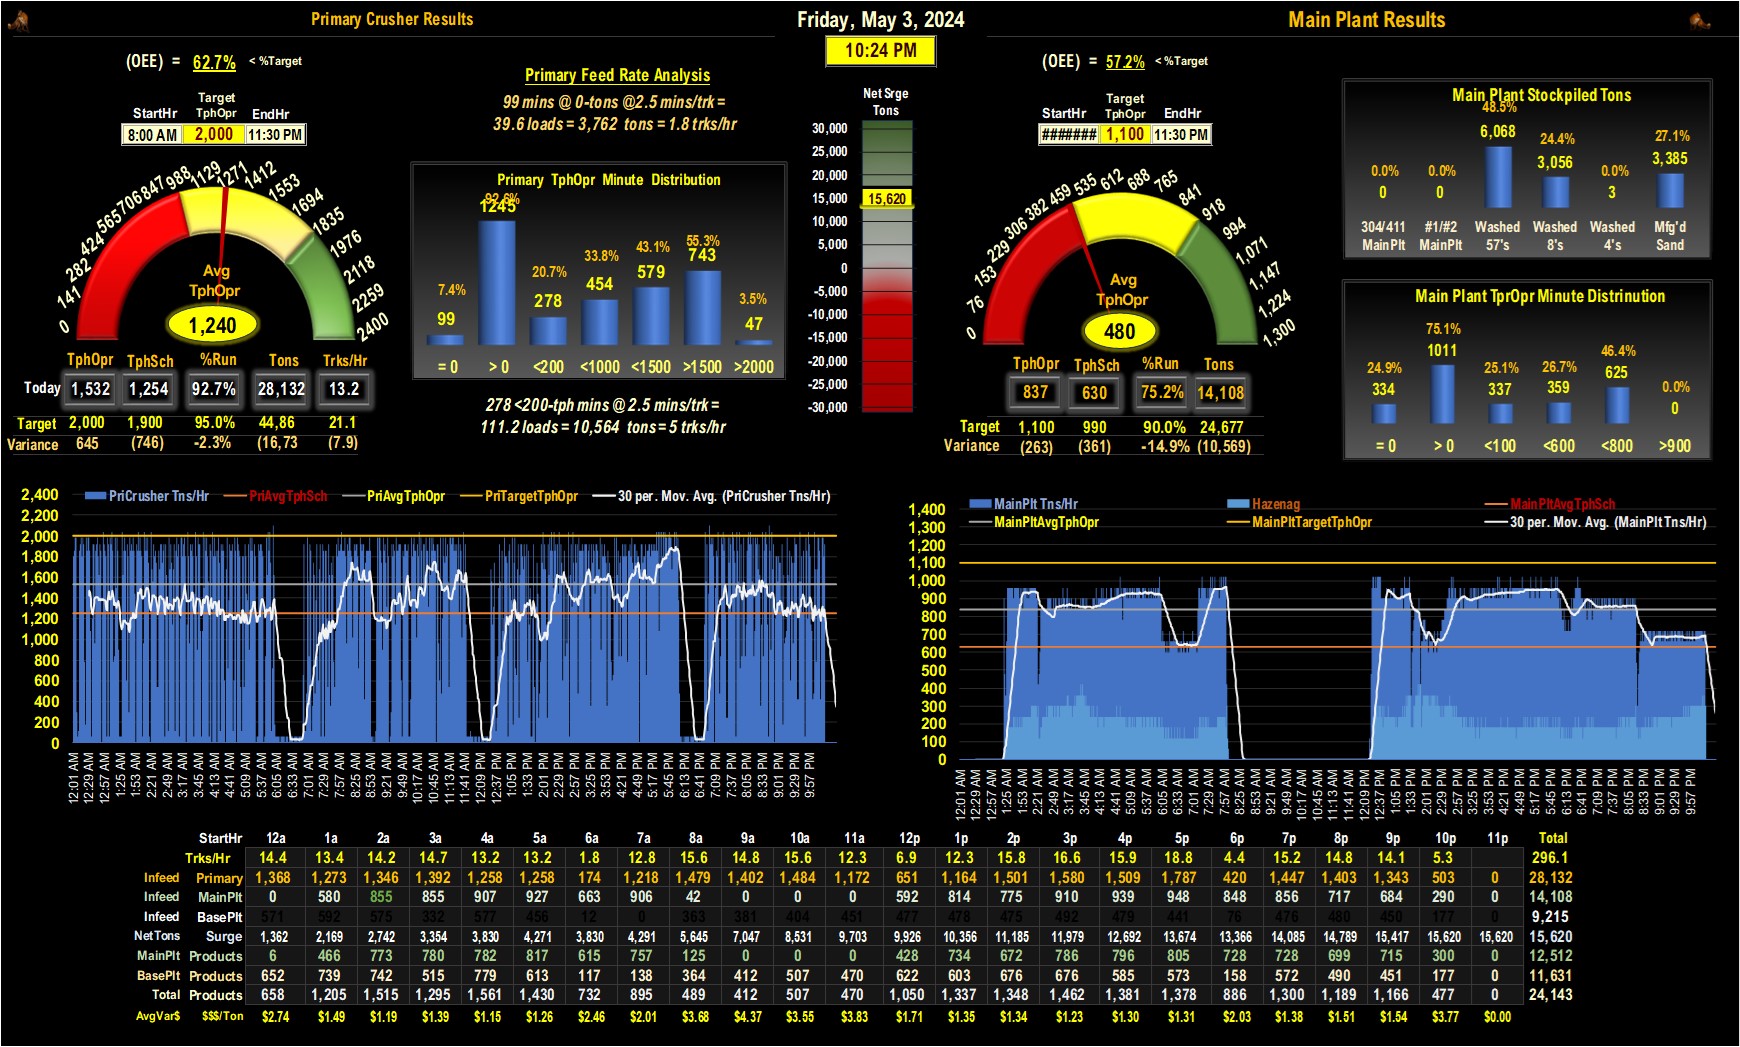 Primary Crusher Results
Friday, May 3, 2024
Main Plant Results
10:24 PM
(OEE) = 62.7% < %Target
Target
StartHr TphOpr EndHr
8:00 AM 2,000 11:30 PM
0 141 282 424 565 706 847 988 1129 1271 1412 1553 1694 1835 1976 2118 2259 2400
Avg
TphOpr
1,240
TphOpr TphSch %Run Tons Trks/Hr
Today 1,532 1,254 92.7% 28,132 13.2
Target 2,000 1,900 95.0% 44,86 21.1
Variance 645 (746) -2.3% (16,73 (7.9)
Primary Feed Rate Analysis
99 mins @ 0-tons @2.5 mins/trk =
39.6 loads = 3,762 tons = 1.8 trks/hr
Primary TphOpr Minute Distribution
7.4% 92.6% 20.7% 33.8% 43.1% 55.3% 3.5%
99 1245 278 454 579 743 47
= 0 > 0 <200 <1000 <1500 >1500 >2000
278 <200-tph mins @ 2.5 mins/trk =
111.2 loads = 10,564 tons = 5 trks/hr
Net Srge
Tons
30,000
25,000
20,000
15,000
15,620
10,000
5,000
0
-5,000
-10,000
-15,000
-20,000
-25,000
-30,000
(OEE) = 57.2% < %Target
Target
StartHr TphOpr EndHr
####### 1,100 11:30 PM
0 76 153 229 306 382 459 535 612 688 765 841 918 994 1,071 1,147 1,224 1,300
Avg
TphOpr
480
TphOpr TphSch %Run Tons
837 630 75.2% 14,108
Target 1,100 990 90.0% 24,677
Variance (263) (361) -14.9% (10,569)
Main Plant Stockpiled Tons
0.0% 0.0% 48.5% 24.4% 0.0% 27.1%
0 0 6,068 3,056 3 3,385
304/411 #1/#2 Washed Washed Washed Mfg'd
MainPlt MainPlt 57's 8's 4's Sand
Main Plant TprOpr Minute Distrinution
24.9% 75.1% 25.1% 26.7% 46.4% 0.0%
334 1011 337 359 625 0
= 0 > 0 <100 <600 <800 >900
PriCrusher Tns/Hr PriAvgTphSch PriAvgTphOpr PriTargetTphOpr 30 per. Mov. Avg. (PriCrusher Tns/Hr)
2,400
2,200
2,000
1,800
1,600
1,400
1,200
1,000
800
600
400
200
0
12:01 AM 12:29 AM 12:57 AM 1:25 AM 1:53 AM 2:21 AM 2:49 AM 3:17 AM 3:45 AM 4:13 AM 4:41 AM 5:09 AM 5:37 AM 6:05 AM 6:33 AM 7:01 AM 7:29 AM 7:57 AM 8:25 AM 8:53 AM 9:21 AM 9:49 AM 10:17 AM 10:45 AM 11:13 AM 11:41 AM 12:09 PM 12:37 PM 1:05 PM 1:33 PM 2:01 PM 2:29 PM 2:57 PM 3:25 PM 3:53 PM 4:21 PM 4:49 PM 5:17 PM 5:45 PM 6:13 PM 6:41 PM 7:09 PM 7:37 PM 8:05 PM 8:33 PM 9:01 PM 9:29 PM 9:57 PM
MainPlt Tns/Hr Hazenag MainPltAvgTphSch
MainPltAvgTphOpr MainPltTargetTphOpr 30 per. Mov. Avg. (MainPlt Tns/Hr)
1,400
1,300
1,200
1,100
1,000
900
800
700
600
500
400
300
200
100
0
12:01 AM 12:29 AM 12:57 AM 1:25 AM 1:53 AM 2:21 AM 2:49 AM 3:17 AM 3:45 AM 4:13 AM 4:41 AM 5:09 AM 5:37 AM 6:05 AM 6:33 AM 7:01 AM 7:29 AM 7:57 AM 8:25 AM 8:53 AM 9:21 AM 9:49 AM 10:17 AM 10:45 AM 11:13 AM 11:41 AM 12:09 PM 12:37 PM 1:05 PM 1:33 PM 2:01 PM 2:29 PM 2:57 PM 3:25 PM 3:53 PM 4:21 PM 4:49 PM 5:17 PM 5:45 PM 6:13 PM 6:41 PM 7:09 PM 7:37 PM 8:05 PM 8:33 PM 9:01 PM 9:29 PM 9:57 PM
StartHr 12a 1a 2a 3a 4a 5a 6a 7a 8a 9a 10a 11a 12p 1p 2p 3p 4p 5p 6p 7p 8p 9p 10p 11p Total
Trks/Hr 14.4 13.4 14.2 14.7 13.2 13.2 1.8 12.8 15.6 14.8 15.6 12.3 6.9 12.3 15.8 16.6 15.9 18.8 4.4 15.2 14.8 14.1 5.3 296.1
Infeed Primary 1,368 1,273 1,346 1,392 1,258 1,258 174 1,218 1,479 1,402 1,484 1,172 651 1,164 1,501 1,580 1,509 1,787 420 1,447 1,403 1,343 503 0 28,132
Infeed MainPlt 0 580 855 855 907 927 663 906 42 0 0 0 592 814 775 910 939 948 848 856 717 684 290 0 14,108
Infeed BasePlt 571 592 575 332 577 456 12 0 363 381 404 451 477 478 475 492 479 441 76 476 480 450 177 0 9,215
NetTons Surge 1,362 2,169 2,742 3,354 3,830 4,271 3,830 4,291 5,645 7,047 8,531 9,703 9,926 10,356 11,185 11,979 12,692 13,674 13,366 14,085 14,789 15,417 15,620 15,620 15,620
MainPlt Products 6 466 773 780 782 817 615 757 125 0 0 0 428 734 672 786 796 805 728 728 699 715 300 0 12,512
BasePlt Products 652 739 742 515 779 613 117 138 364 412 507 470 622 603 676 676 585 573 158 572 490 451 177 0 11,631
Total Products 658 1,205 1,515 1,295 1,561 1,430 732 895 489 412 507 470 1,050 1,337 1,348 1,462 1,381 1,378 886 1,300 1,189 1,166 477 0 24,143
AvgVar$ $$$/Ton $2.74 $1.49 $1.19 $1.39 $1.15 $1.26 $2.46 $2.01 $3.68 $4.37 $3.55 $3.83 $1.71 $1.35 $1.34 $1.23 $1.30 $1.31 $2.03 $1.38 $1.51 $1.54 $3.77 $0.00